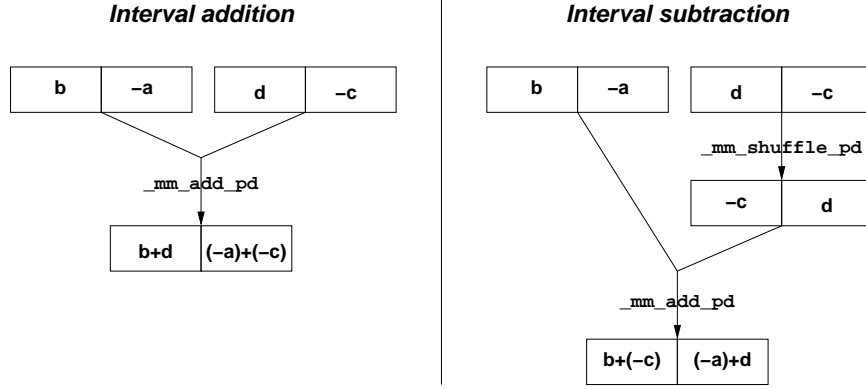 Interval addition
b −a d −c
_mm_add_pd
b+d (−a)+(−c)
Interval subtraction
b −a d −c
_mm_shuffle_pd
−c d
_mm_add_pd
b+(−c) (−a)+d